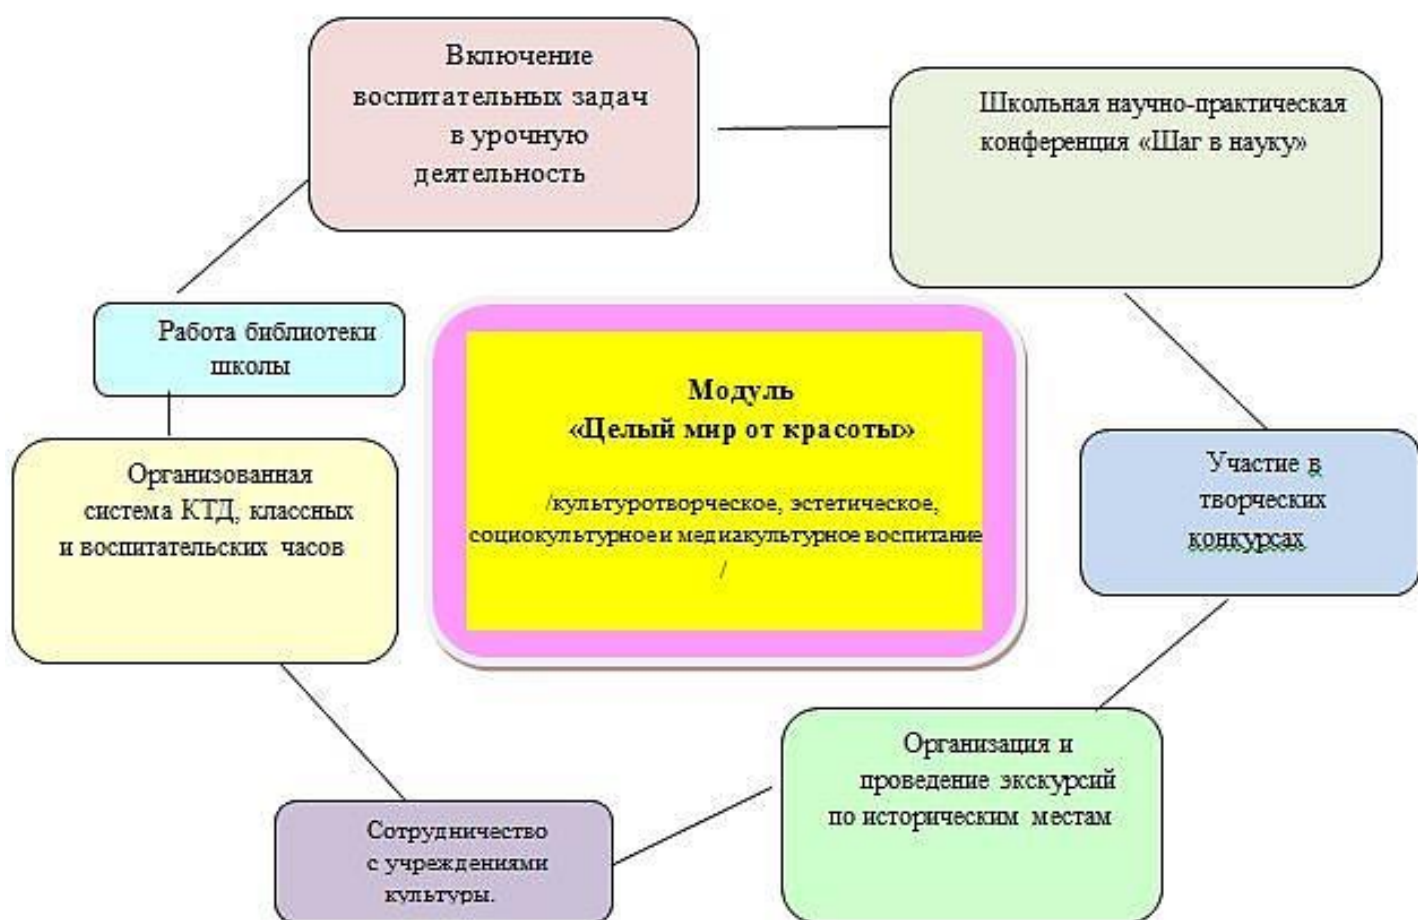 Включение
воспитательных задач
в урочную
деятельность
Школьная научно-практическая
конференция «Шаг в науку»
Работа библиотеки
школы
Модуль
«Целый мир от красоты»
/культуротворческое, эстетическое,
социокультурное и медиакультурное воспитание
/
Участие в
творческих
конкурсах
Организованная
система КТД, классных
и воспитательских часов
Организация и
проведение экскурсий
по историческим местам
Сотрудничество
с учреждениями
культуры.